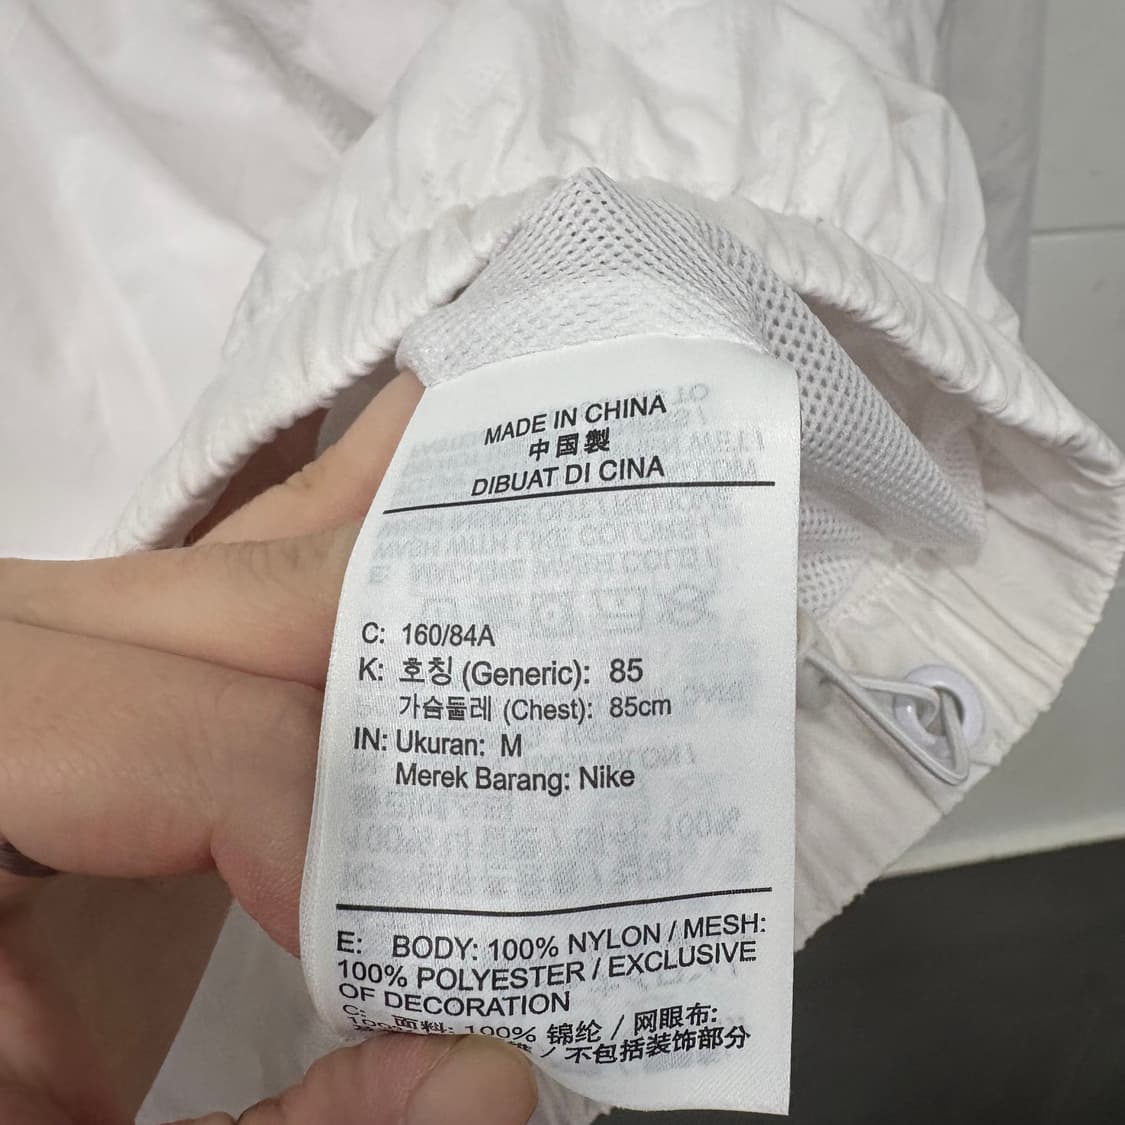 MADE IN CHINA
中国製
DIBUAT DI CINA
C: 160/84A
K: 호칭 (Generic): 85
가슴둘레 (Chest): 85cm
IN: Ukuran: M
Merek Barang: Nike
E: BODY: 100% NYLON / MESH:
100% POLYESTER / EXCLUSIVE
OF DECORATION
C: 面料: 100% 锦纶 / 网眼布:
/ 不包括装饰部分